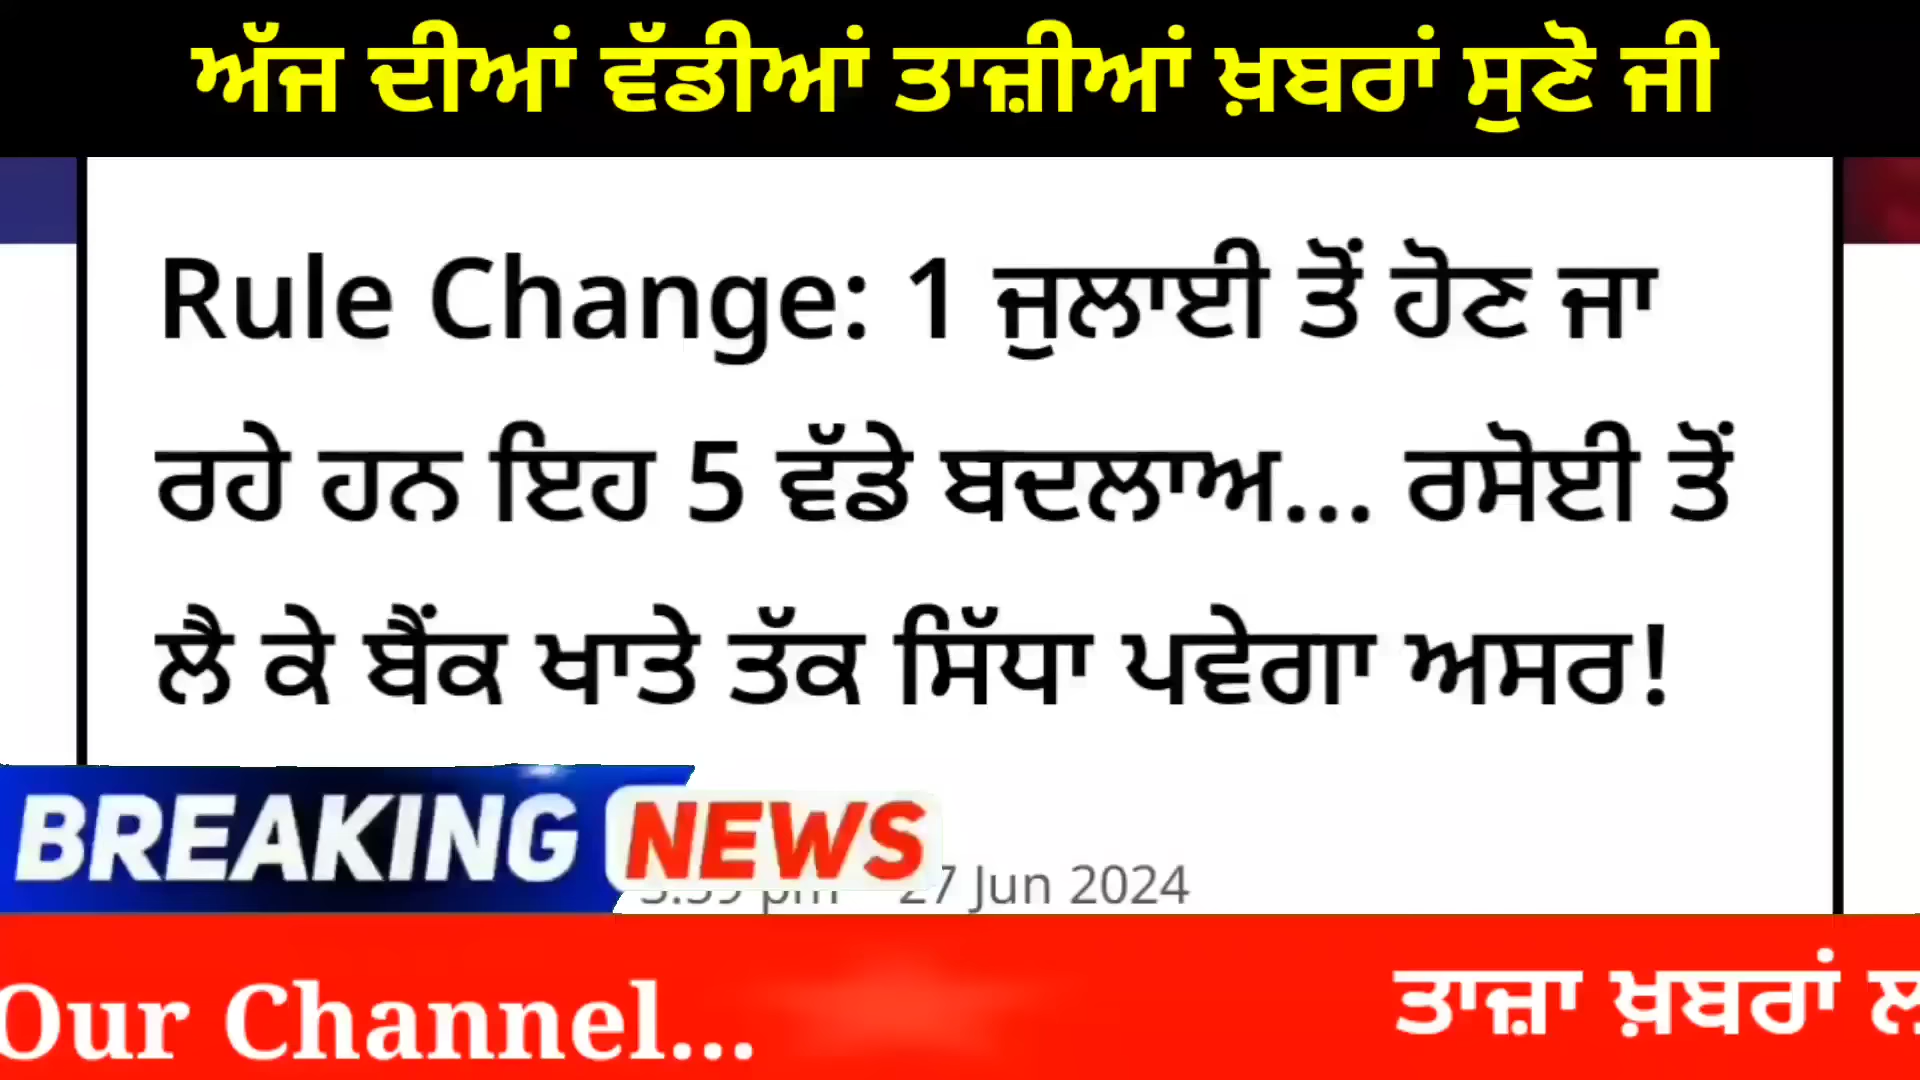 ਅੱਜ ਦੀਆਂ ਵੱਡੀਆਂ ਤਾਜ਼ੀਆਂ ਖ਼ਬਰਾਂ ਸੁਣੋ ਜੀ
Rule Change: 1 ਜੁਲਾਈ ਤੋਂ ਹੋਣ ਜਾ
ਰਹੇ ਹਨ ਇਹ 5 ਵੱਡੇ ਬਦਲਾਅ... ਰਸੋਈ ਤੋਂ
ਲੈ ਕੇ ਬੈਂਕ ਖਾਤੇ ਤੱਕ ਸਿੱਧਾ ਪਵੇਗਾ ਅਸਰ!
BREAKING NEWS
27 Jun 2024
Our Channel... ਤਾਜ਼ਾ ਖ਼ਬਰਾਂ